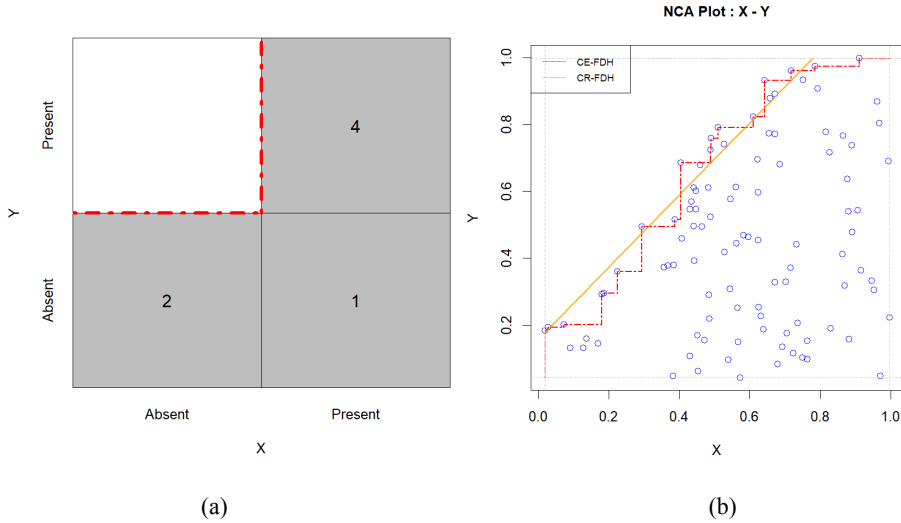 NCA Plot : X - Y
Present
4
Y
Absent
2
1
Absent
Present
X
(a)
CE-FDH
CR-FDH
1.0
0.8
0.6
Y
0.4
0.2
0.0
0.2
0.4
0.6
0.8
1.0
X
(b)